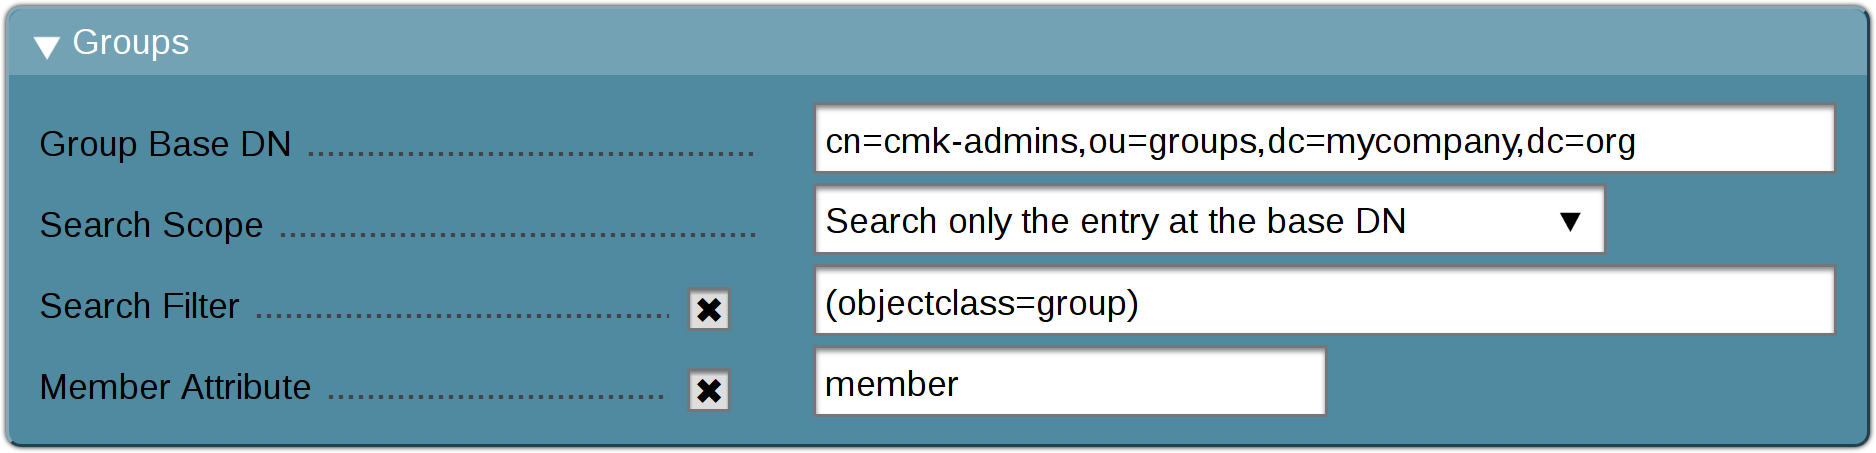 Groups
Group Base DN cn=cmk-admins,ou=groups,dc=mycompany,dc=org
Search Scope Search only the entry at the base DN
Search Filter (objectclass=group)
Member Attribute member